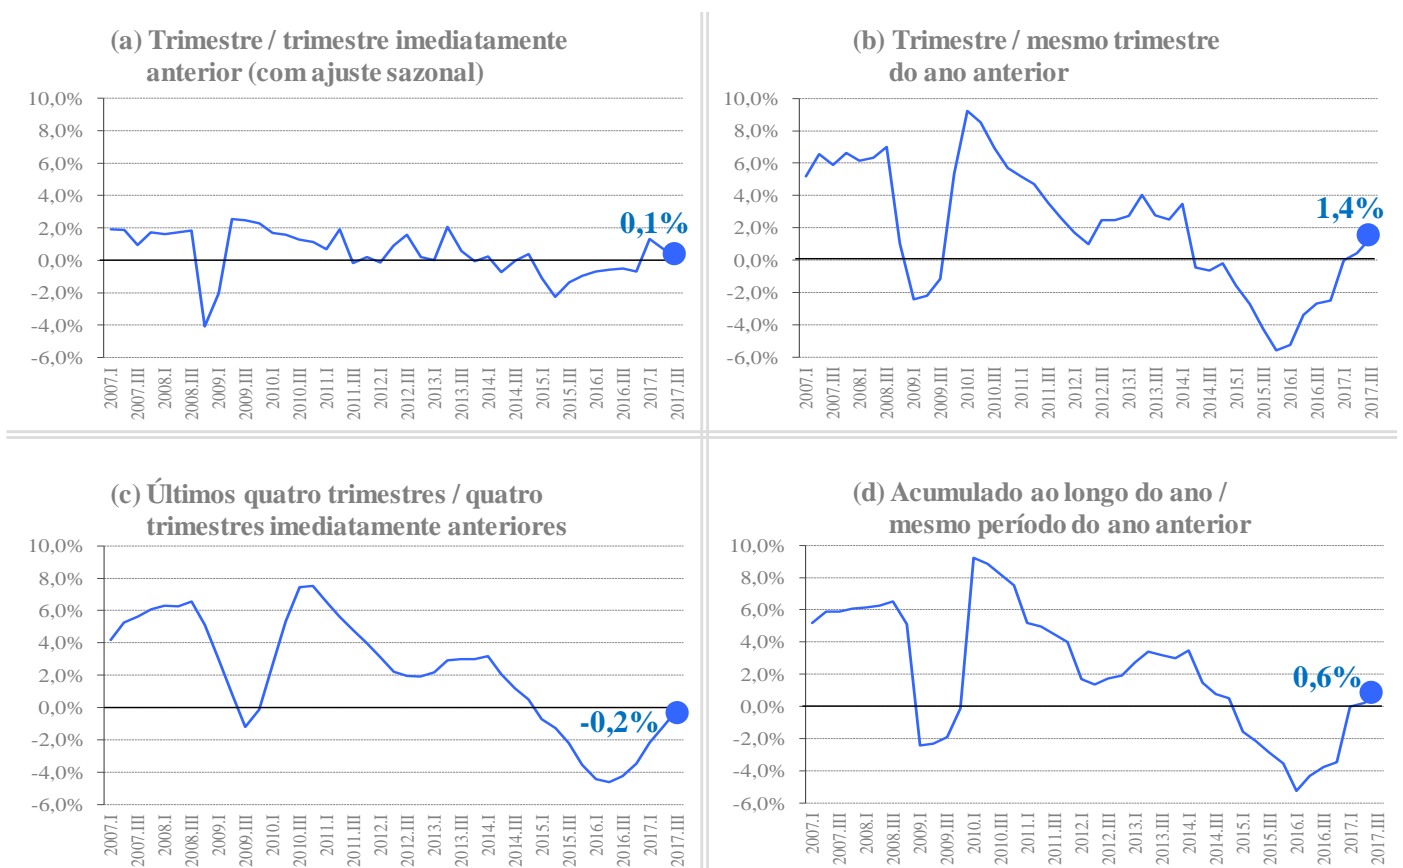 (a) Trimestre / trimestre imediatamente
anterior (com ajuste sazonal)
10,0%
8,0%
6,0%
4,0%
2,0%
0,0%
-2,0%
-4,0%
-6,0%
0,1%
2007.I
2007.III
2008.I
2008.III
2009.I
2009.III
2010.I
2010.III
2011.I
2011.III
2012.I
2012.III
2013.I
2013.III
2014.I
2014.III
2015.I
2015.III
2016.I
2016.III
2017.I
2017.III
(b) Trimestre / mesmo trimestre
do ano anterior
10,0%
8,0%
6,0%
4,0%
2,0%
0,0%
-2,0%
-4,0%
-6,0%
1,4%
2007.I
2007.III
2008.I
2008.III
2009.I
2009.III
2010.I
2010.III
2011.I
2011.III
2012.I
2012.III
2013.I
2013.III
2014.I
2014.III
2015.I
2015.III
2016.I
2016.III
2017.I
2017.III
(c) Últimos quatro trimestres / quatro
trimestres imediatamente anteriores
10,0%
8,0%
6,0%
4,0%
2,0%
0,0%
-2,0%
-4,0%
-6,0%
-0,2%
2007.I
2007.III
2008.I
2008.III
2009.I
2009.III
2010.I
2010.III
2011.I
2011.III
2012.I
2012.III
2013.I
2013.III
2014.I
2014.III
2015.I
2015.III
2016.I
2016.III
2017.I
2017.III
(d) Acumulado ao longo do ano /
mesmo período do ano anterior
10,0%
8,0%
6,0%
4,0%
2,0%
0,0%
-2,0%
-4,0%
-6,0%
0,6%
2007.I
2007.III
2008.I
2008.III
2009.I
2009.III
2010.I
2010.III
2011.I
2011.III
2012.I
2012.III
2013.I
2013.III
2014.I
2014.III
2015.I
2015.III
2016.I
2016.III
2017.I
2017.III